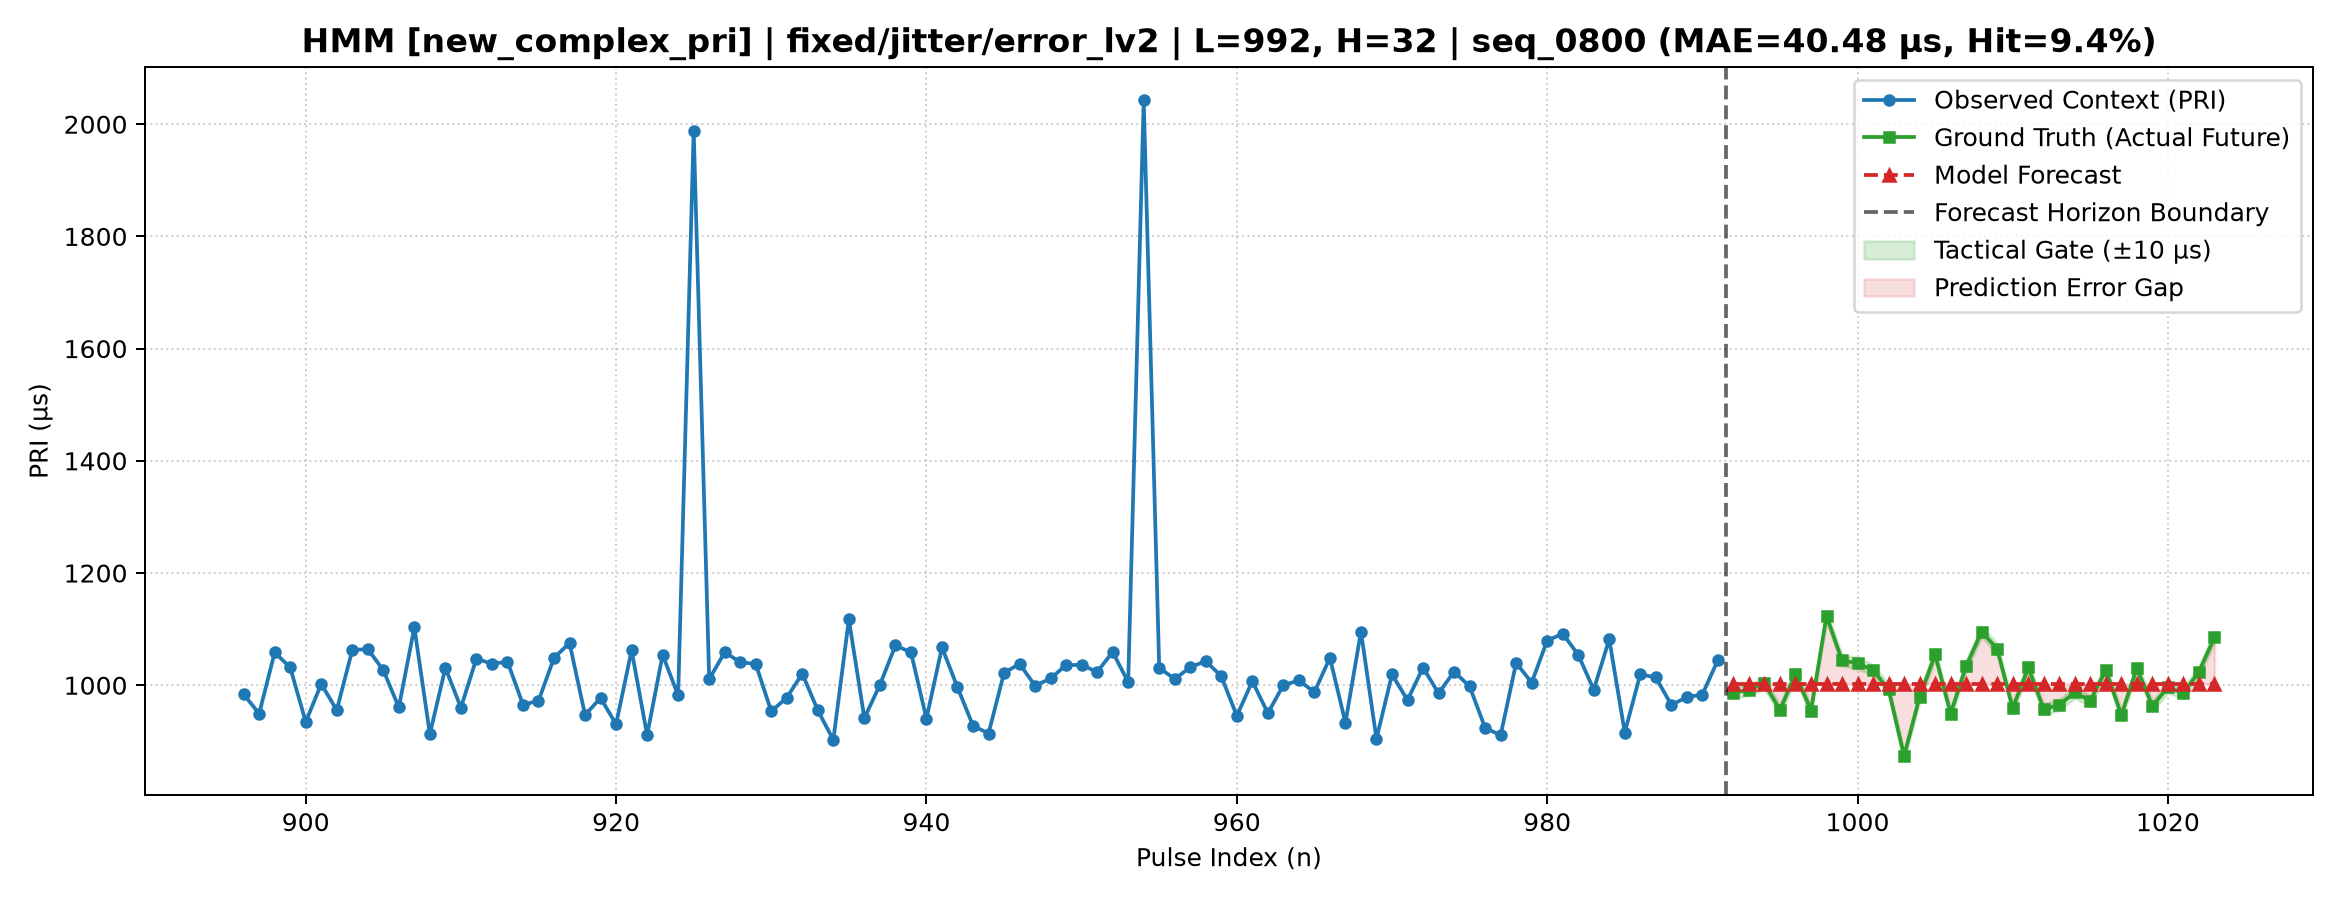 HMM [new_complex_pri] | fixed/jitter/error_lv2 | L=992, H=32 | seq_0800 (MAE=40.48 μs, Hit=9.4%)
Observed Context (PRI)
Ground Truth (Actual Future)
Model Forecast
Forecast Horizon Boundary
Tactical Gate (±10 μs)
Prediction Error Gap
PRI (μs)
2000
1800
1600
1400
1200
1000
900
920
940
960
980
1000
1020
Pulse Index (n)